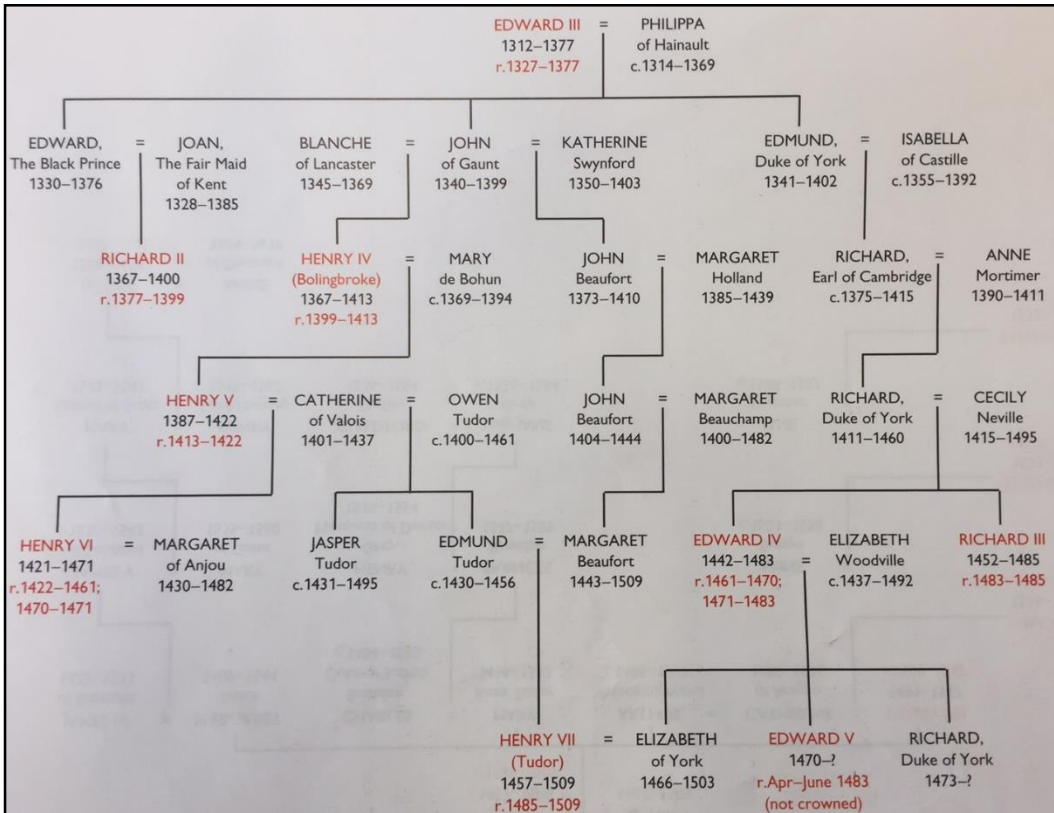 EDWARD III = PHILIPPA
1312–1377 of Hainault
r.1327–1377 c.1314–1369
EDWARD, = JOAN, BLANCHE = JOHN = KATHERINE EDMUND, = ISABELLA
The Black Prince The Fair Maid of Lancaster of Gaunt Swynford Duke of York of Castille
1330–1376 of Kent 1345–1369 1340–1399 1350–1403 1341–1402 c.1355–1392
1328–1385
RICHARD II HENRY IV = MARY JOHN = MARGARET RICHARD, = ANNE
1367–1400 (Bolingbroke) de Bohun Beaufort Holland Earl of Cambridge Mortimer
r.1377–1399 1367–1413 c.1369–1394 1373–1410 1385–1439 c.1375–1415 1390–1411
r.1399–1413
HENRY V = CATHERINE = OWEN JOHN = MARGARET RICHARD, = CECILY
1387–1422 of Valois Tudor Beaufort Beauchamp Duke of York Neville
r.1413–1422 1401–1437 c.1400–1461 1404–1444 1400–1482 1411–1460 1415–1495
HENRY VI = MARGARET JASPER EDMUND = MARGARET EDWARD IV = ELIZABETH RICHARD III
1421–1471 of Anjou Tudor Tudor Beaufort 1442–1483 Woodville 1452–1485
r.1422–1461; 1430–1482 c.1431–1495 c.1430–1456 1443–1509 r.1461–1470; c.1437–1492 r.1483–1485
1470–1471 1471–1483
HENRY VII = ELIZABETH EDWARD V RICHARD,
(Tudor) of York 1470–? Duke of York
1457–1509 1466–1503 r.Apr–June 1483 1473–?
r.1485–1509 (not crowned)